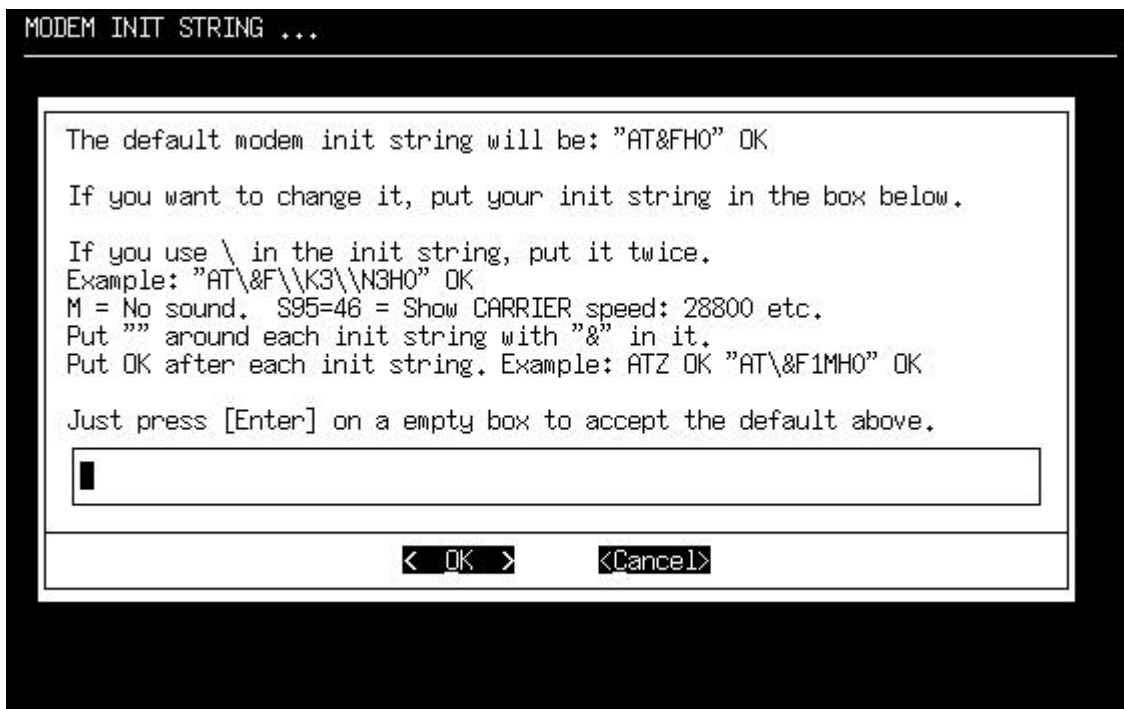 MODEM INIT STRING ...
The default modem init string will be: "AT&FH0" OK
If you want to change it, put your init string in the box below.
If you use \ in the init string, put it twice.
Example: "AT\&F\\K3\\N3H0" OK
M = No sound.  S95=46 = Show CARRIER speed: 28800 etc.
Put "" around each init string with "&" in it.
Put OK after each init string. Example: ATZ OK "AT\&F1MH0" OK
Just press [Enter] on a empty box to accept the default above.
< OK > <Cancel>